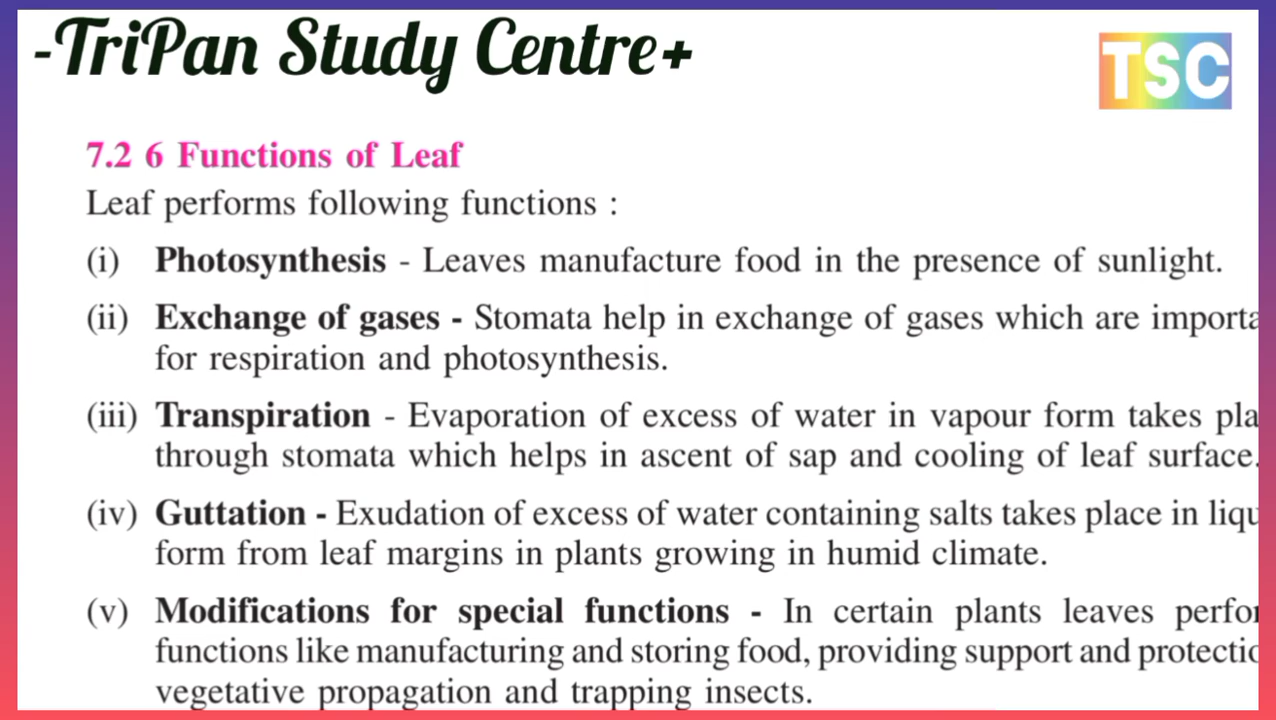 -TriPan Study Centre+
TSC
7.2 6 Functions of Leaf
Leaf performs following functions :
(i) Photosynthesis - Leaves manufacture food in the presence of sunlight.
(ii) Exchange of gases - Stomata help in exchange of gases which are importa
for respiration and photosynthesis.
(iii) Transpiration - Evaporation of excess of water in vapour form takes pla
through stomata which helps in ascent of sap and cooling of leaf surface.
(iv) Guttation - Exudation of excess of water containing salts takes place in liqu
form from leaf margins in plants growing in humid climate.
(v) Modifications for special functions - In certain plants leaves perfor
functions like manufacturing and storing food, providing support and protectio
vegetative propagation and trapping insects.